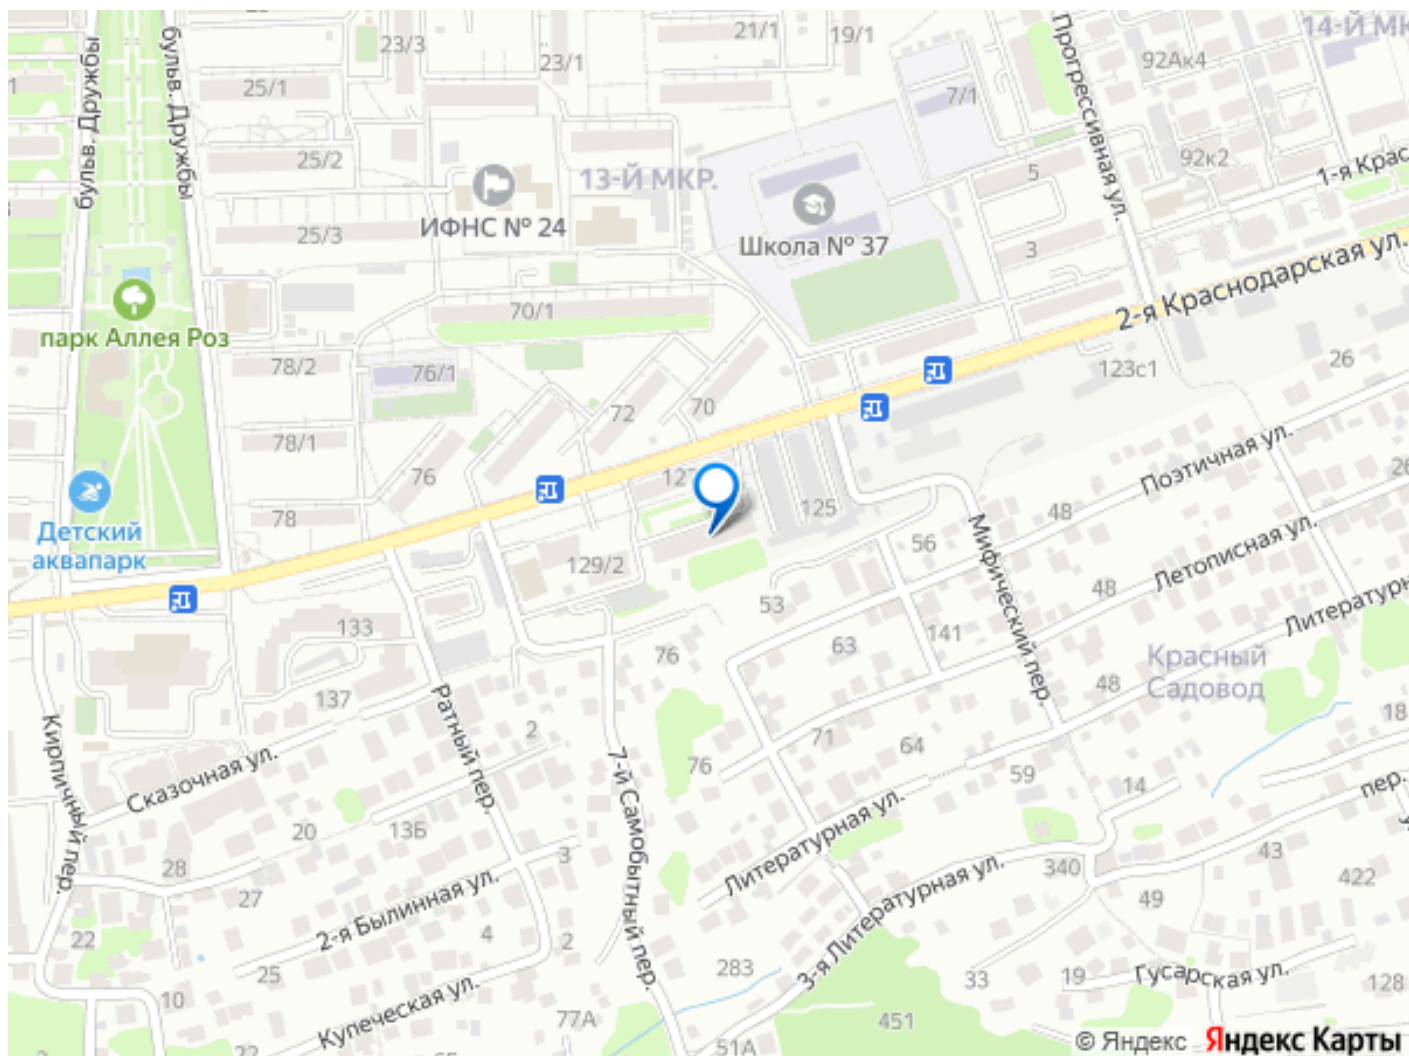 23/3
21/1
19/1
14-Й МК
бульв. Дружбы
бульв. Дружбы
25/1
23/1
Прогрессивная ул.
92Ак4
7/1
25/2
13-Й МКР.
5
92к2
1-я Крас
ИФНС № 24
25/3
Школа № 37
3
2-я Краснодарская ул.
парк Аллея Роз
70/1
78/2
76/1
123с1
26
72
70
78/1
76
Поэтичная ул.
Детский
аквапарк
78
125
48
Мифический пер.
56
Летописная ул.
129/2
53
48
Литературн
133
76
63
141
Красный
Садовод
137
Ратный пер.
48
18
Кирпичный пер.
2
7-й Самобытный пер.
71
64
76
59
14
Сказочная ул.
пер.
20
13Б
Литературная ул.
28
3
43
27
340
422
2-я Былинная ул.
3-я Литературная ул.
49
22
4
2
25
283
33
19
Гусарская ул.
128
10
Купеческая ул.
77А
451
22
51А
© Яндекс
Яндекс Карты